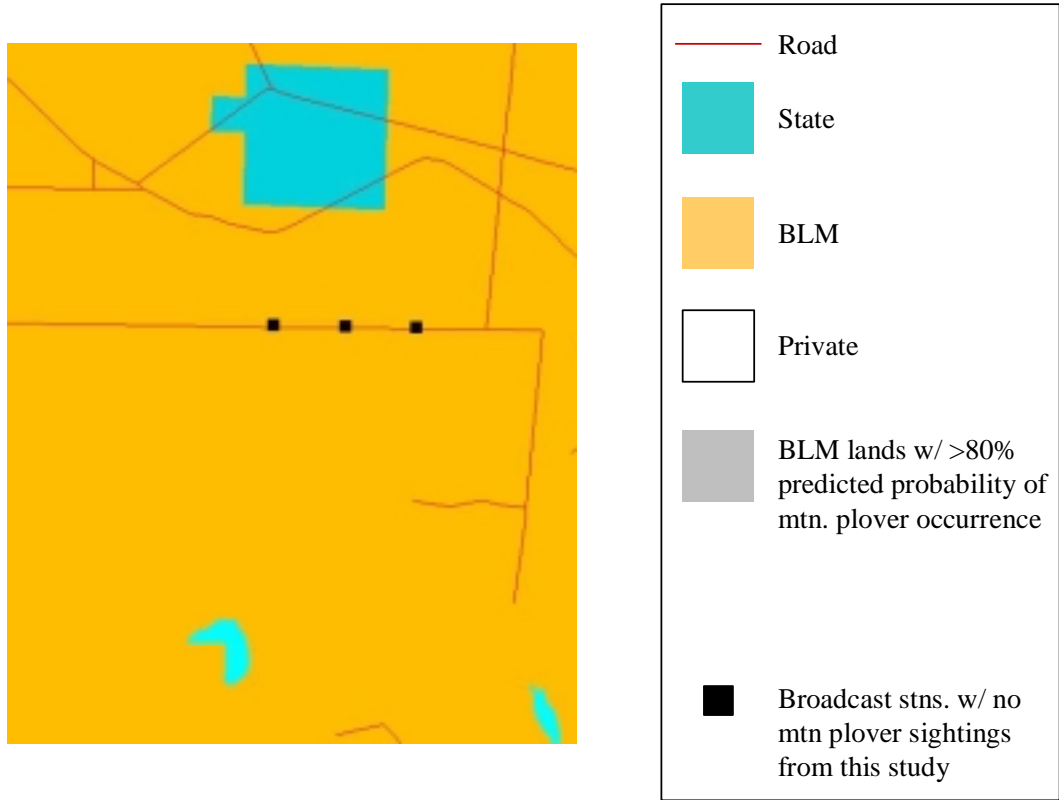 Road
State
BLM
Private
BLM lands w/ >80%
predicted probability of
mtn. plover occurrence
Broadcast stns. w/ no
mtn plover sightings
from this study